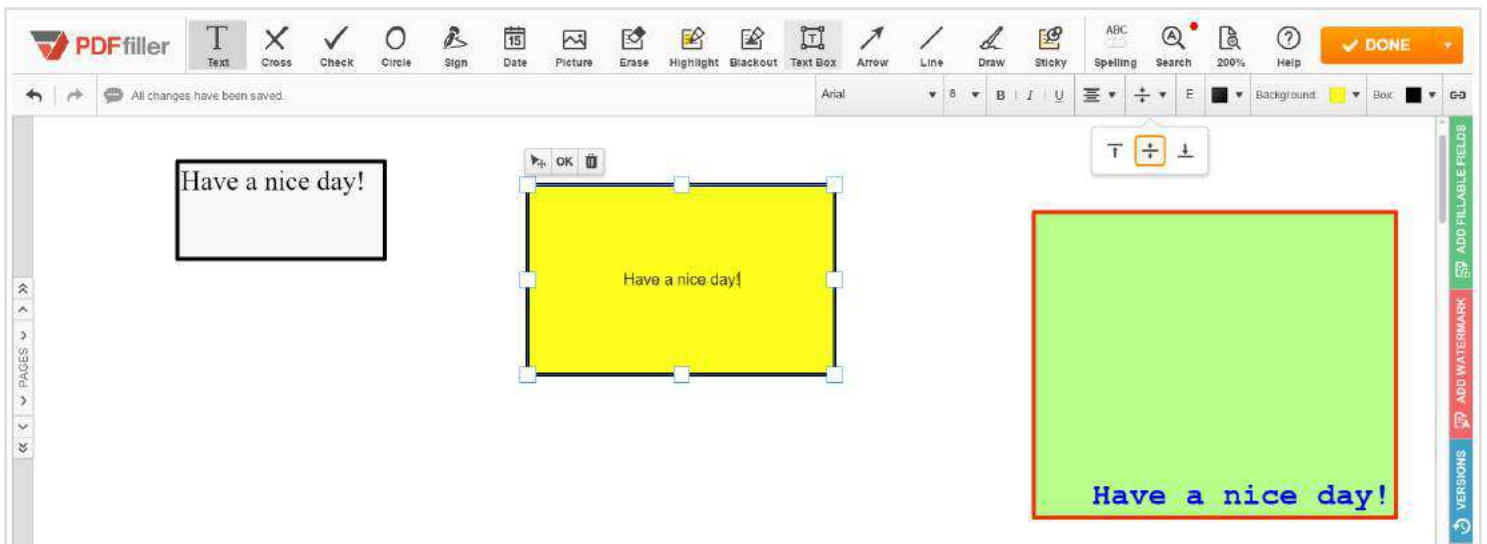 PDFfiller
Text Cross Check Circle Sign 15 Date Picture Erase Highlight Blackout T Text Box Arrow Line Draw Sticky ABC Spelling A Search 200% ? Help DONE
All changes have been saved. Arial 8 B I U E Background: Box:
OK
Have a nice day!
Have a nice day!
Have a nice day!
PAGES
ADD FILLABLE FIELDS
ADD WATERMARK
VERSIONS